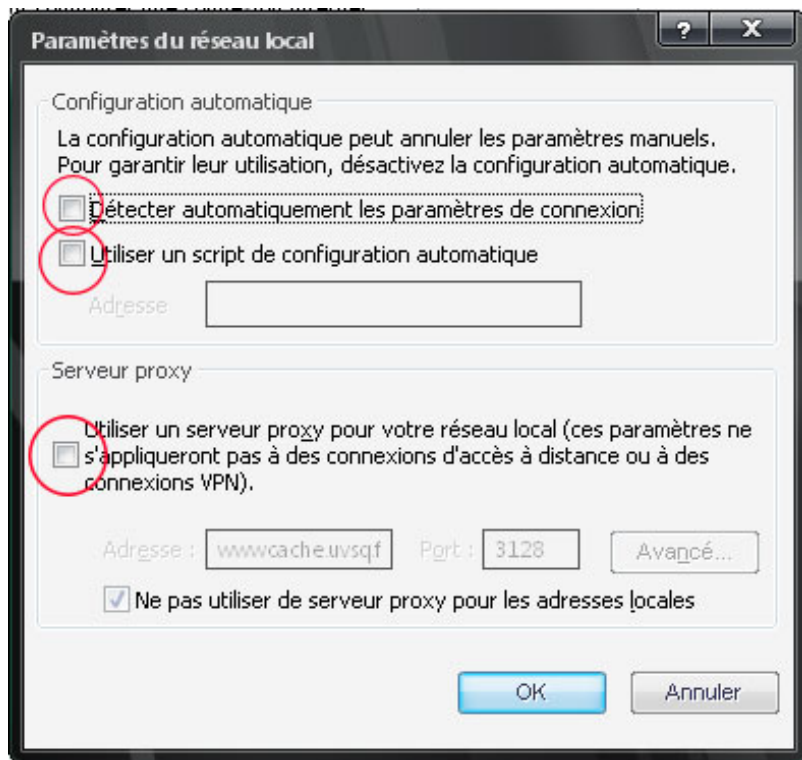 Paramètres du réseau local
? X
Configuration automatique
La configuration automatique peut annuler les paramètres manuels.
Pour garantir leur utilisation, désactivez la configuration automatique.
Détecter automatiquement les paramètres de connexion
Utiliser un script de configuration automatique
Adresse
Serveur proxy
Utiliser un serveur proxy pour votre réseau local (ces paramètres ne
s'appliqueront pas à des connexions d'accès à distance ou à des
connexions VPN).
Adresse : wwwcache.uvsq.f Port : 3128 Avancé...
Ne pas utiliser de serveur proxy pour les adresses locales
OK Annuler